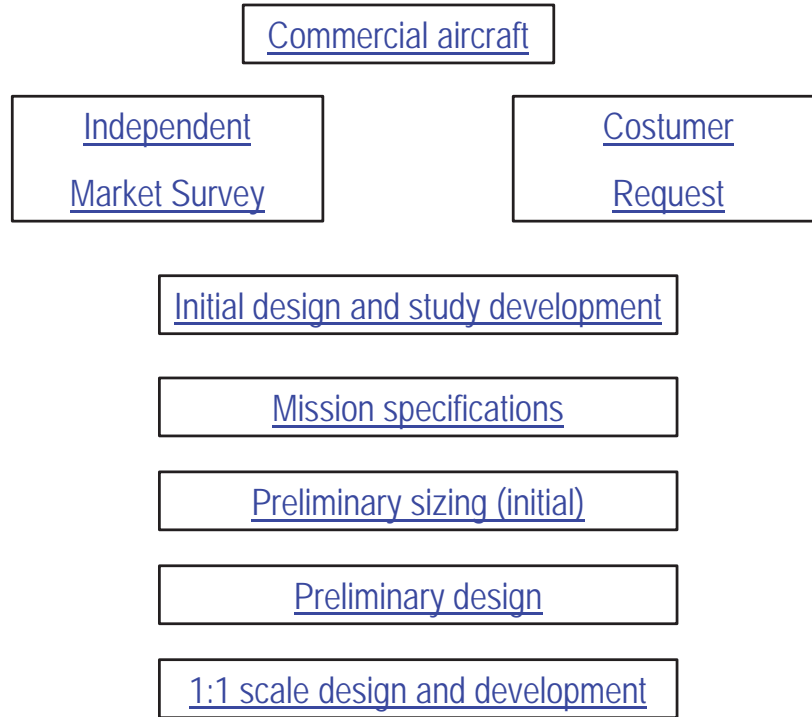 Commercial aircraft
Independent
Market Survey
Costumer
Request
Initial design and study development
Mission specifications
Preliminary sizing (initial)
Preliminary design
1:1 scale design and development